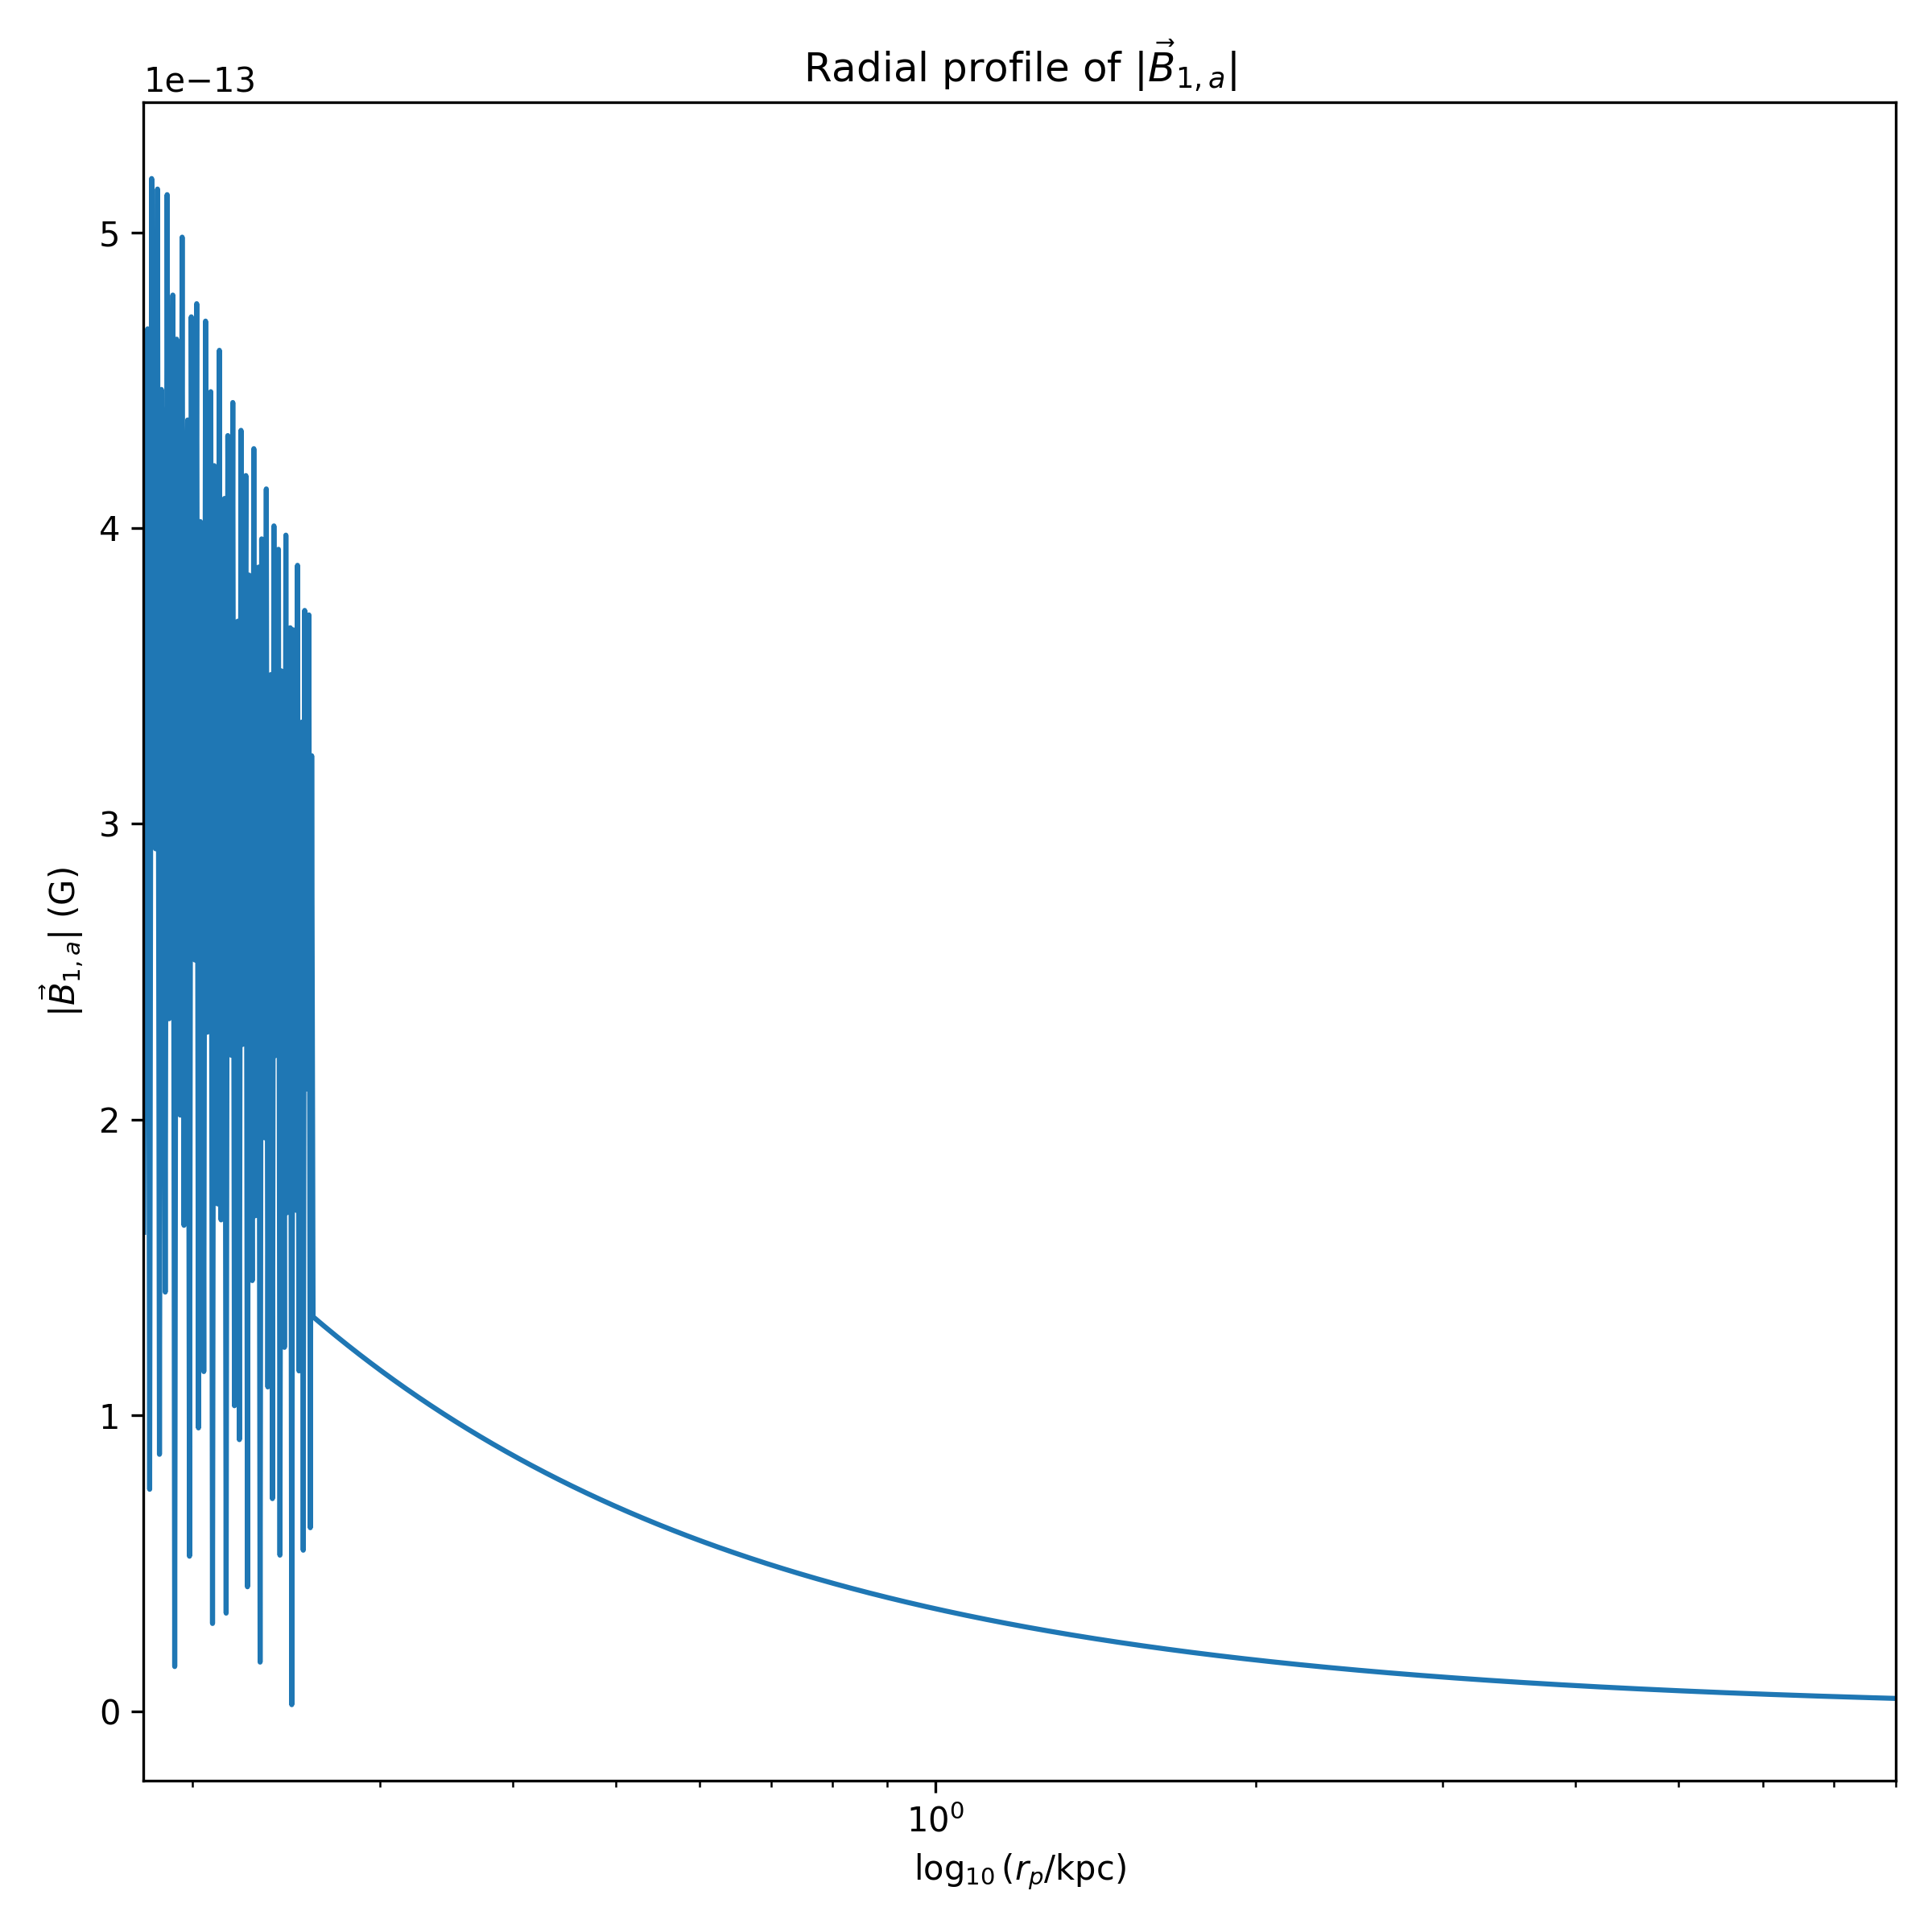 Radial profile of |B⃗₁,ₐ|
1e−13
5
4
3
2
1
0
|B⃗₁,ₐ| (G)
10⁰
log₁₀(rₚ/kpc)